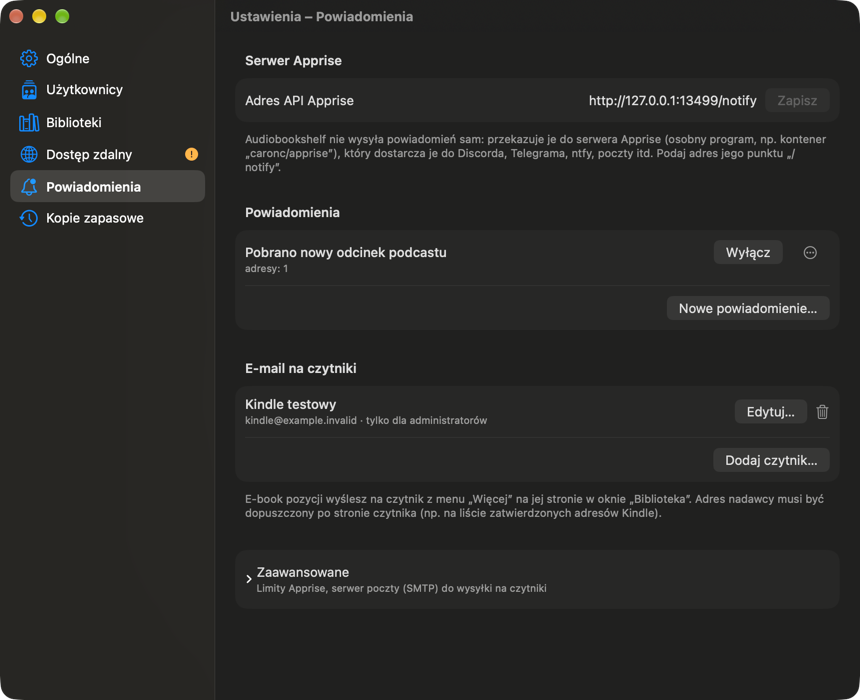 Ustawienia – Powiadomienia
Ogólne
Użytkownicy
Biblioteki
Dostęp zdalny
Powiadomienia
Kopie zapasowe
Serwer Apprise
Adres API Apprise
http://127.0.0.1:13499/notify
Zapisz
Audiobookshelf nie wysyła powiadomień sam: przekazuje je do serwera Apprise (osobny program, np. kontener
„caronc/apprise”), który dostarcza je do Discorda, Telegrama, ntfy, poczty itd. Podaj adres jego punktu „/
notify”.
Powiadomienia
Pobrano nowy odcinek podcastu
adresy: 1
Wyłącz
Nowe powiadomienie...
E-mail na czytniki
Kindle testowy
kindle@example.invalid · tylko dla administratorów
Edytuj...
Dodaj czytnik...
E-book pozycji wyślesz na czytnik z menu „Więcej” na jej stronie w oknie „Biblioteka”. Adres nadawcy musi być
dopuszczony po stronie czytnika (np. na liście zatwierdzonych adresów Kindle).
Zaawansowane
Limity Apprise, serwer poczty (SMTP) do wysyłki na czytniki